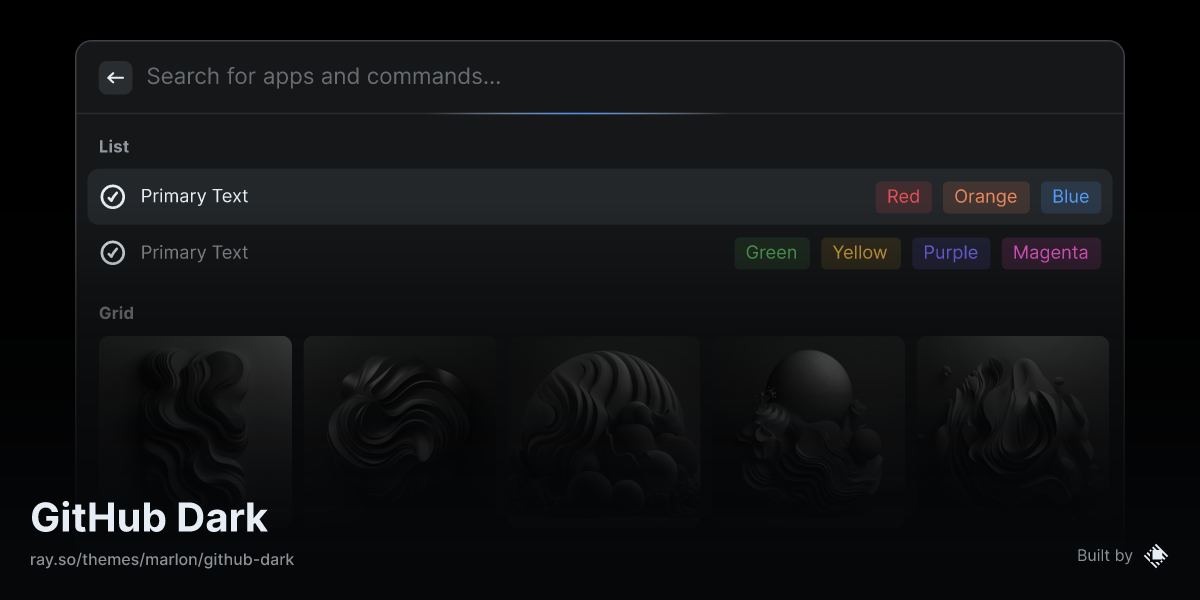 Search for apps and commands...
List
Primary Text Red Orange Blue
Primary Text Green Yellow Purple Magenta
Grid
GitHub Dark
ray.so/themes/marlon/github-dark
Built by